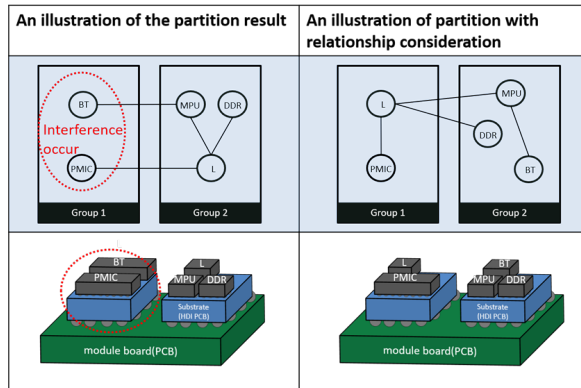 An illustration of the partition result
An illustration of partition with
relationship consideration
BT
MPU
DDR
Interference
occur
PMIC
L
Group 1
Group 2
L
MPU
DDR
PMIC
BT
Group 1
Group 2
BT
PMIC
L
MPU
DDR
Substrate
(HDI PCB)
module board(PCB)
L
PMIC
BT
MPU
DDR
Substrate
(HDI PCB)
module board(PCB)